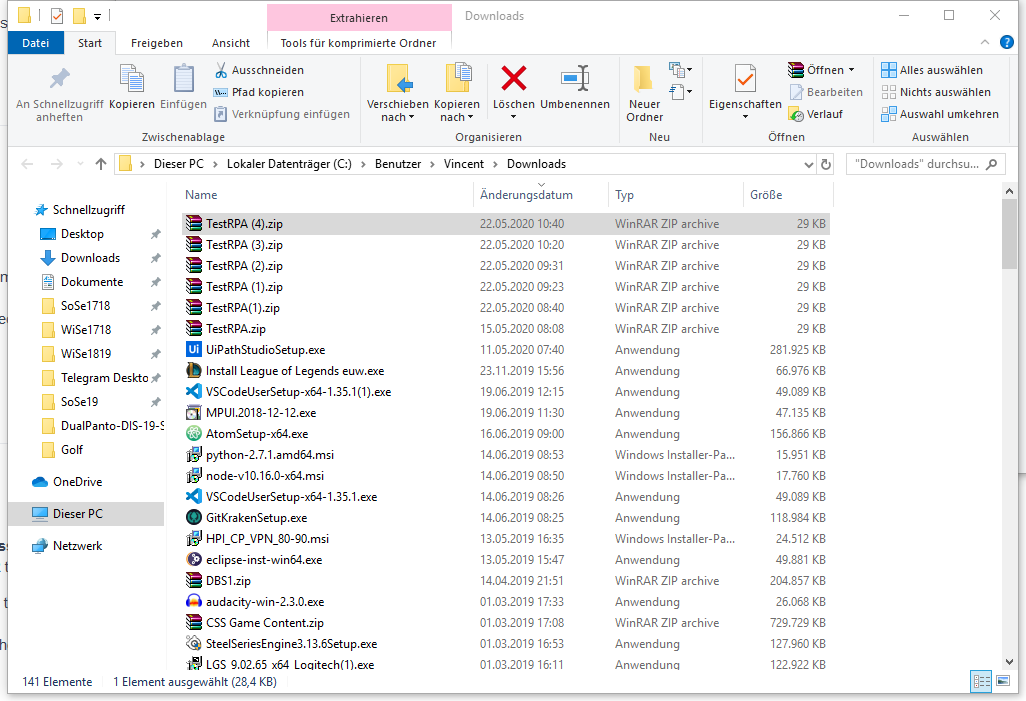 Extrahieren
Downloads
Datei
Start
Freigeben
Ansicht
Tools für komprimierte Ordner
An Schnellzugriff anheften
Kopieren
Einfügen
Ausschneiden
Pfad kopieren
Verknüpfung einfügen
Zwischenablage
Verschieben nach
Kopieren nach
Löschen
Umbenennen
Organisieren
Neuer Ordner
Neu
Eigenschaften
Öffnen
Bearbeiten
Verlauf
Öffnen
Alles auswählen
Nichts auswählen
Auswahl umkehren
Auswählen
Dieser PC > Lokaler Datenträger (C:) > Benutzer > Vincent > Downloads
"Downloads" durchsu...
Schnellzugriff
Desktop
Downloads
Dokumente
SoSe1718
WiSe1718
WiSe1819
Telegram Deskto
SoSe19
DualPanto-DIS-19-S
Golf
OneDrive
Dieser PC
Netzwerk
Name Änderungsdatum Typ Größe
TestRPA (4).zip 22.05.2020 10:40 WinRAR ZIP archive 29 KB
TestRPA (3).zip 22.05.2020 10:20 WinRAR ZIP archive 29 KB
TestRPA (2).zip 22.05.2020 09:31 WinRAR ZIP archive 29 KB
TestRPA (1).zip 22.05.2020 09:23 WinRAR ZIP archive 29 KB
TestRPA(1).zip 22.05.2020 08:40 WinRAR ZIP archive 29 KB
TestRPA.zip 15.05.2020 08:08 WinRAR ZIP archive 29 KB
Ui UiPathStudioSetup.exe 11.05.2020 07:40 Anwendung 281.925 KB
Install League of Legends euw.exe 23.11.2019 15:56 Anwendung 66.976 KB
VSCodeUserSetup-x64-1.35.1(1).exe 19.06.2019 12:15 Anwendung 49.089 KB
MPUI.2018-12-12.exe 19.06.2019 11:30 Anwendung 47.135 KB
AtomSetup-x64.exe 16.06.2019 09:00 Anwendung 156.866 KB
python-2.7.1.amd64.msi 14.06.2019 08:53 Windows Installer-Pa... 15.951 KB
node-v10.16.0-x64.msi 14.06.2019 08:50 Windows Installer-Pa... 17.760 KB
VSCodeUserSetup-x64-1.35.1.exe 14.06.2019 08:26 Anwendung 49.089 KB
GitKrakenSetup.exe 14.06.2019 08:25 Anwendung 118.984 KB
HPI_CP_VPN_80-90.msi 13.05.2019 16:35 Windows Installer-Pa... 24.512 KB
eclipse-inst-win64.exe 13.05.2019 15:47 Anwendung 49.881 KB
DBS1.zip 14.04.2019 21:51 WinRAR ZIP archive 204.857 KB
audacity-win-2.3.0.exe 01.03.2019 17:33 Anwendung 26.068 KB
CSS Game Content.zip 01.03.2019 17:08 WinRAR ZIP archive 729.729 KB
SteelSeriesEngine3.13.6Setup.exe 01.03.2019 16:53 Anwendung 127.960 KB
LGS_9.02.65_x64_Logitech(1).exe 01.03.2019 16:11 Anwendung 122.922 KB
141 Elemente 1 Element ausgewählt (28,4 KB)